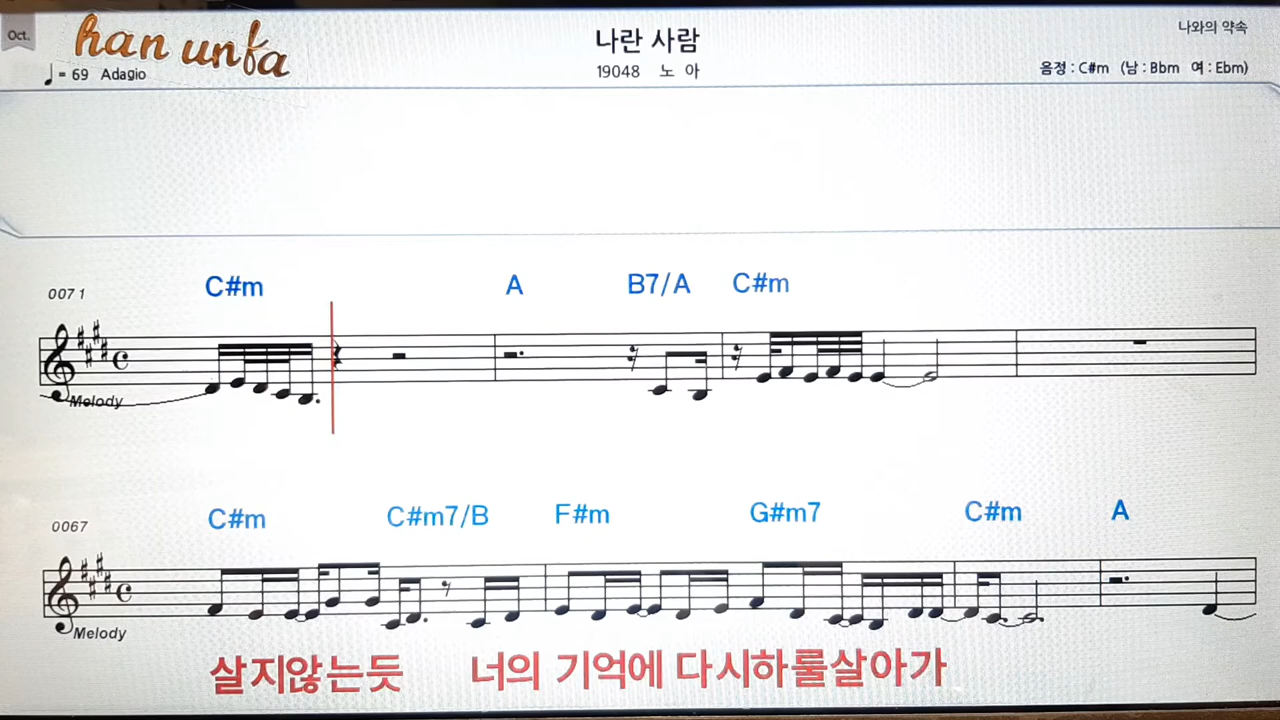 Oct.
han unfa
나란 사람
나와의 약속
♩= 69 Adagio
19048 노 아
음정 : C#m (남 : Bbm 여 : Ebm)
0071
C#m A B7/A C#m
Melody
0067
C#m C#m7/B F#m G#m7 C#m A
Melody
살지않는듯 너의 기억에 다시하룰살아가